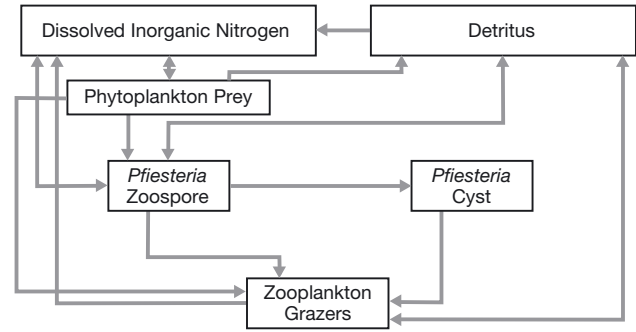 Dissolved Inorganic Nitrogen
Detritus
Phytoplankton Prey
Pfiesteria
Zoospore
Pfiesteria
Cyst
Zooplankton
Grazers